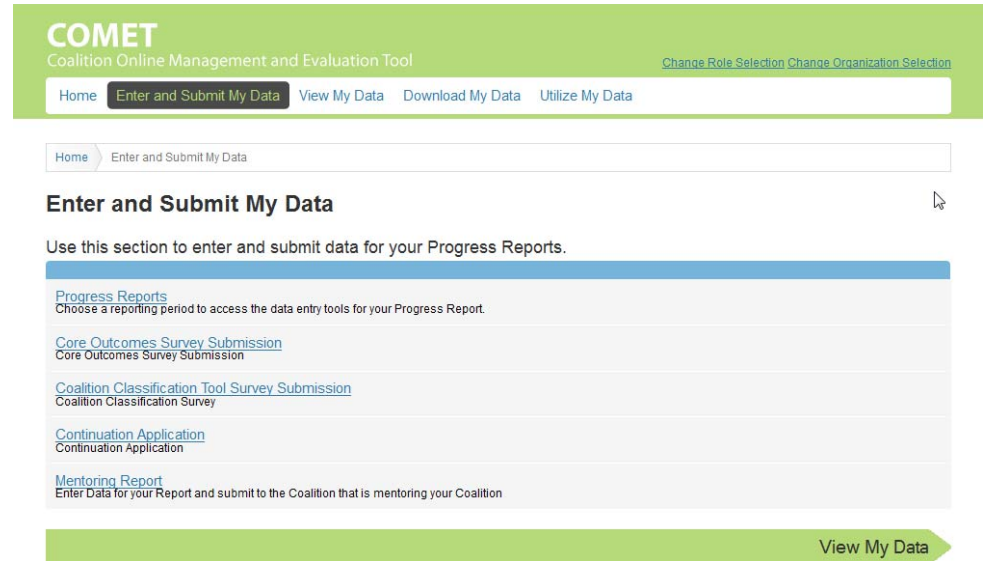 COMET
Coalition Online Management and Evaluation Tool
Change Role Selection Change Organization Selection
Home Enter and Submit My Data View My Data Download My Data Utilize My Data
Home Enter and Submit My Data
Enter and Submit My Data
Use this section to enter and submit data for your Progress Reports.
Progress Reports
Choose a reporting period to access the data entry tools for your Progress Report.
Core Outcomes Survey Submission
Core Outcomes Survey Submission
Coalition Classification Tool Survey Submission
Coalition Classification Survey
Continuation Application
Continuation Application
Mentoring Report
Enter Data for your Report and submit to the Coalition that is mentoring your Coalition
View My Data